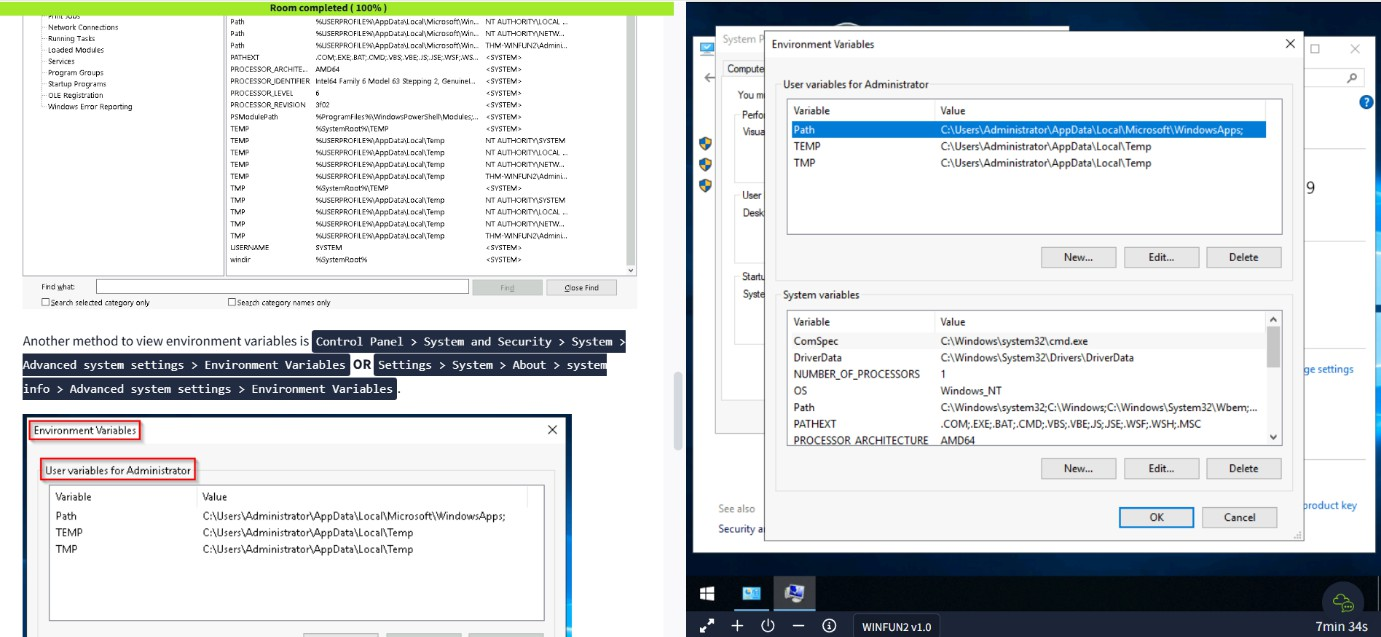 Room completed ( 100% )
Print Jobs
Network Connections
Running Tasks
Loaded Modules
Services
Program Groups
Startup Programs
OLE Registration
Windows Error Reporting
Path %USERPROFILE%\AppData\Local\Microsoft\Win... NT AUTHORITY\LOCAL ...
Path %USERPROFILE%\AppData\Local\Microsoft\Win... NT AUTHORITY\NETW...
Path %USERPROFILE%\AppData\Local\Microsoft\Win... THM-WINFUN2\Admini...
PATHEXT .COM;.EXE;.BAT;.CMD;.VBS;.VBE;.JS;.JSE;.WSF;.WS... <SYSTEM>
PROCESSOR_ARCHITE... AMD64 <SYSTEM>
PROCESSOR_IDENTIFIER Intel64 Family 6 Model 63 Stepping 2, GenuineI... <SYSTEM>
PROCESSOR_LEVEL 6 <SYSTEM>
PROCESSOR_REVISION 3f02 <SYSTEM>
PSModulePath %ProgramFiles%\WindowsPowerShell\Modules;... <SYSTEM>
TEMP %SystemRoot%\TEMP <SYSTEM>
TEMP %USERPROFILE%\AppData\Local\Temp NT AUTHORITY\SYSTEM
TEMP %USERPROFILE%\AppData\Local\Temp NT AUTHORITY\LOCAL ...
TEMP %USERPROFILE%\AppData\Local\Temp NT AUTHORITY\NETW...
TEMP %USERPROFILE%\AppData\Local\Temp THM-WINFUN2\Admini...
TMP %SystemRoot%\TEMP <SYSTEM>
TMP %USERPROFILE%\AppData\Local\Temp NT AUTHORITY\SYSTEM
TMP %USERPROFILE%\AppData\Local\Temp NT AUTHORITY\LOCAL ...
TMP %USERPROFILE%\AppData\Local\Temp NT AUTHORITY\NETW...
TMP %USERPROFILE%\AppData\Local\Temp THM-WINFUN2\Admini...
USERNAME SYSTEM <SYSTEM>
windir %SystemRoot% <SYSTEM>
Find what: Find Close Find
Search selected category only Search category names only
Another method to view environment variables is Control Panel > System and Security > System >
Advanced system settings > Environment Variables OR Settings > System > About > system
info > Advanced system settings > Environment Variables.
Environment Variables
User variables for Administrator
Variable Value
Path C:\Users\Administrator\AppData\Local\Microsoft\WindowsApps;
TEMP C:\Users\Administrator\AppData\Local\Temp
TMP C:\Users\Administrator\AppData\Local\Temp
System P
Compute
You m
Perfo
Visua
User
Desk
Startu
Syste
See also
Security a
Environment Variables
User variables for Administrator
Variable Value
Path C:\Users\Administrator\AppData\Local\Microsoft\WindowsApps;
TEMP C:\Users\Administrator\AppData\Local\Temp
TMP C:\Users\Administrator\AppData\Local\Temp
New... Edit... Delete
System variables
Variable Value
ComSpec C:\Windows\system32\cmd.exe
DriverData C:\Windows\System32\Drivers\DriverData
NUMBER_OF_PROCESSORS 1
OS Windows_NT
Path C:\Windows\system32;C:\Windows;C:\Windows\System32\Wbem;...
PATHEXT .COM;.EXE;.BAT;.CMD;.VBS;.VBE;.JS;.JSE;.WSF;.WSH;.MSC
PROCESSOR_ARCHITECTURE AMD64
New... Edit... Delete
OK Cancel
9
ge settings
product key
WINFUN2 v1.0
7min 34s